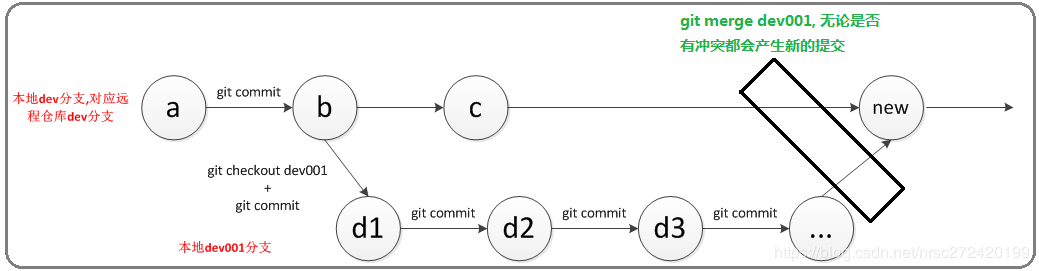 git merge dev001, 无论是否
有冲突都会产生新的提交
本地dev分支,对应远
程仓库dev分支
a
git commit
b
c
new
git checkout dev001
+
git commit
d1
git commit
d2
git commit
d3
git commit
...
本地dev001分支
https://blog.csdn.net/nrsc272420199